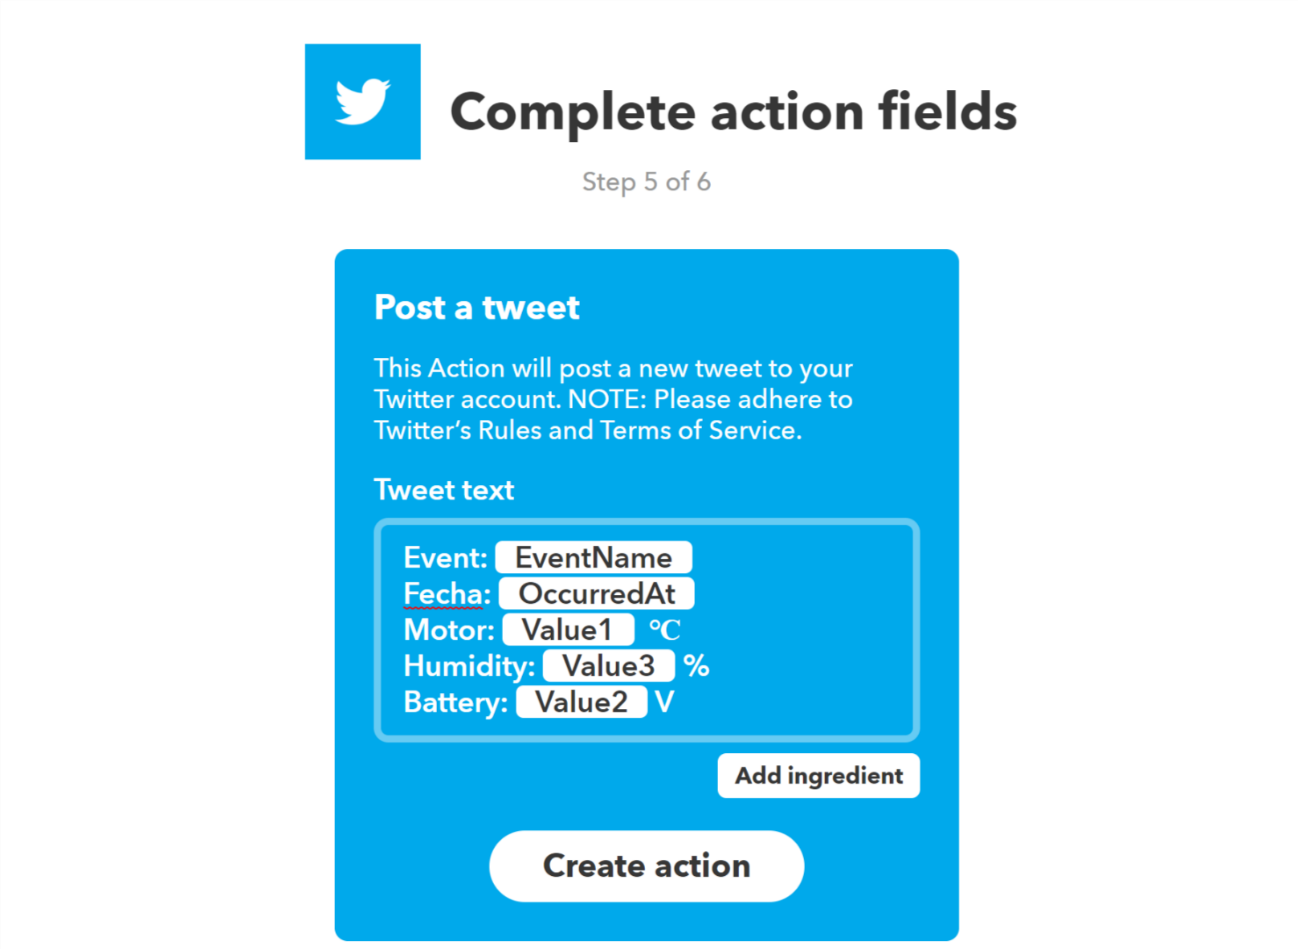 Complete action fields
Step 5 of 6
Post a tweet
This Action will post a new tweet to your
Twitter account. NOTE: Please adhere to
Twitter's Rules and Terms of Service.
Tweet text
Event: EventName
Fecha: OccurredAt
Motor: Value1 ℃
Humidity: Value3 %
Battery: Value2 V
Add ingredient
Create action